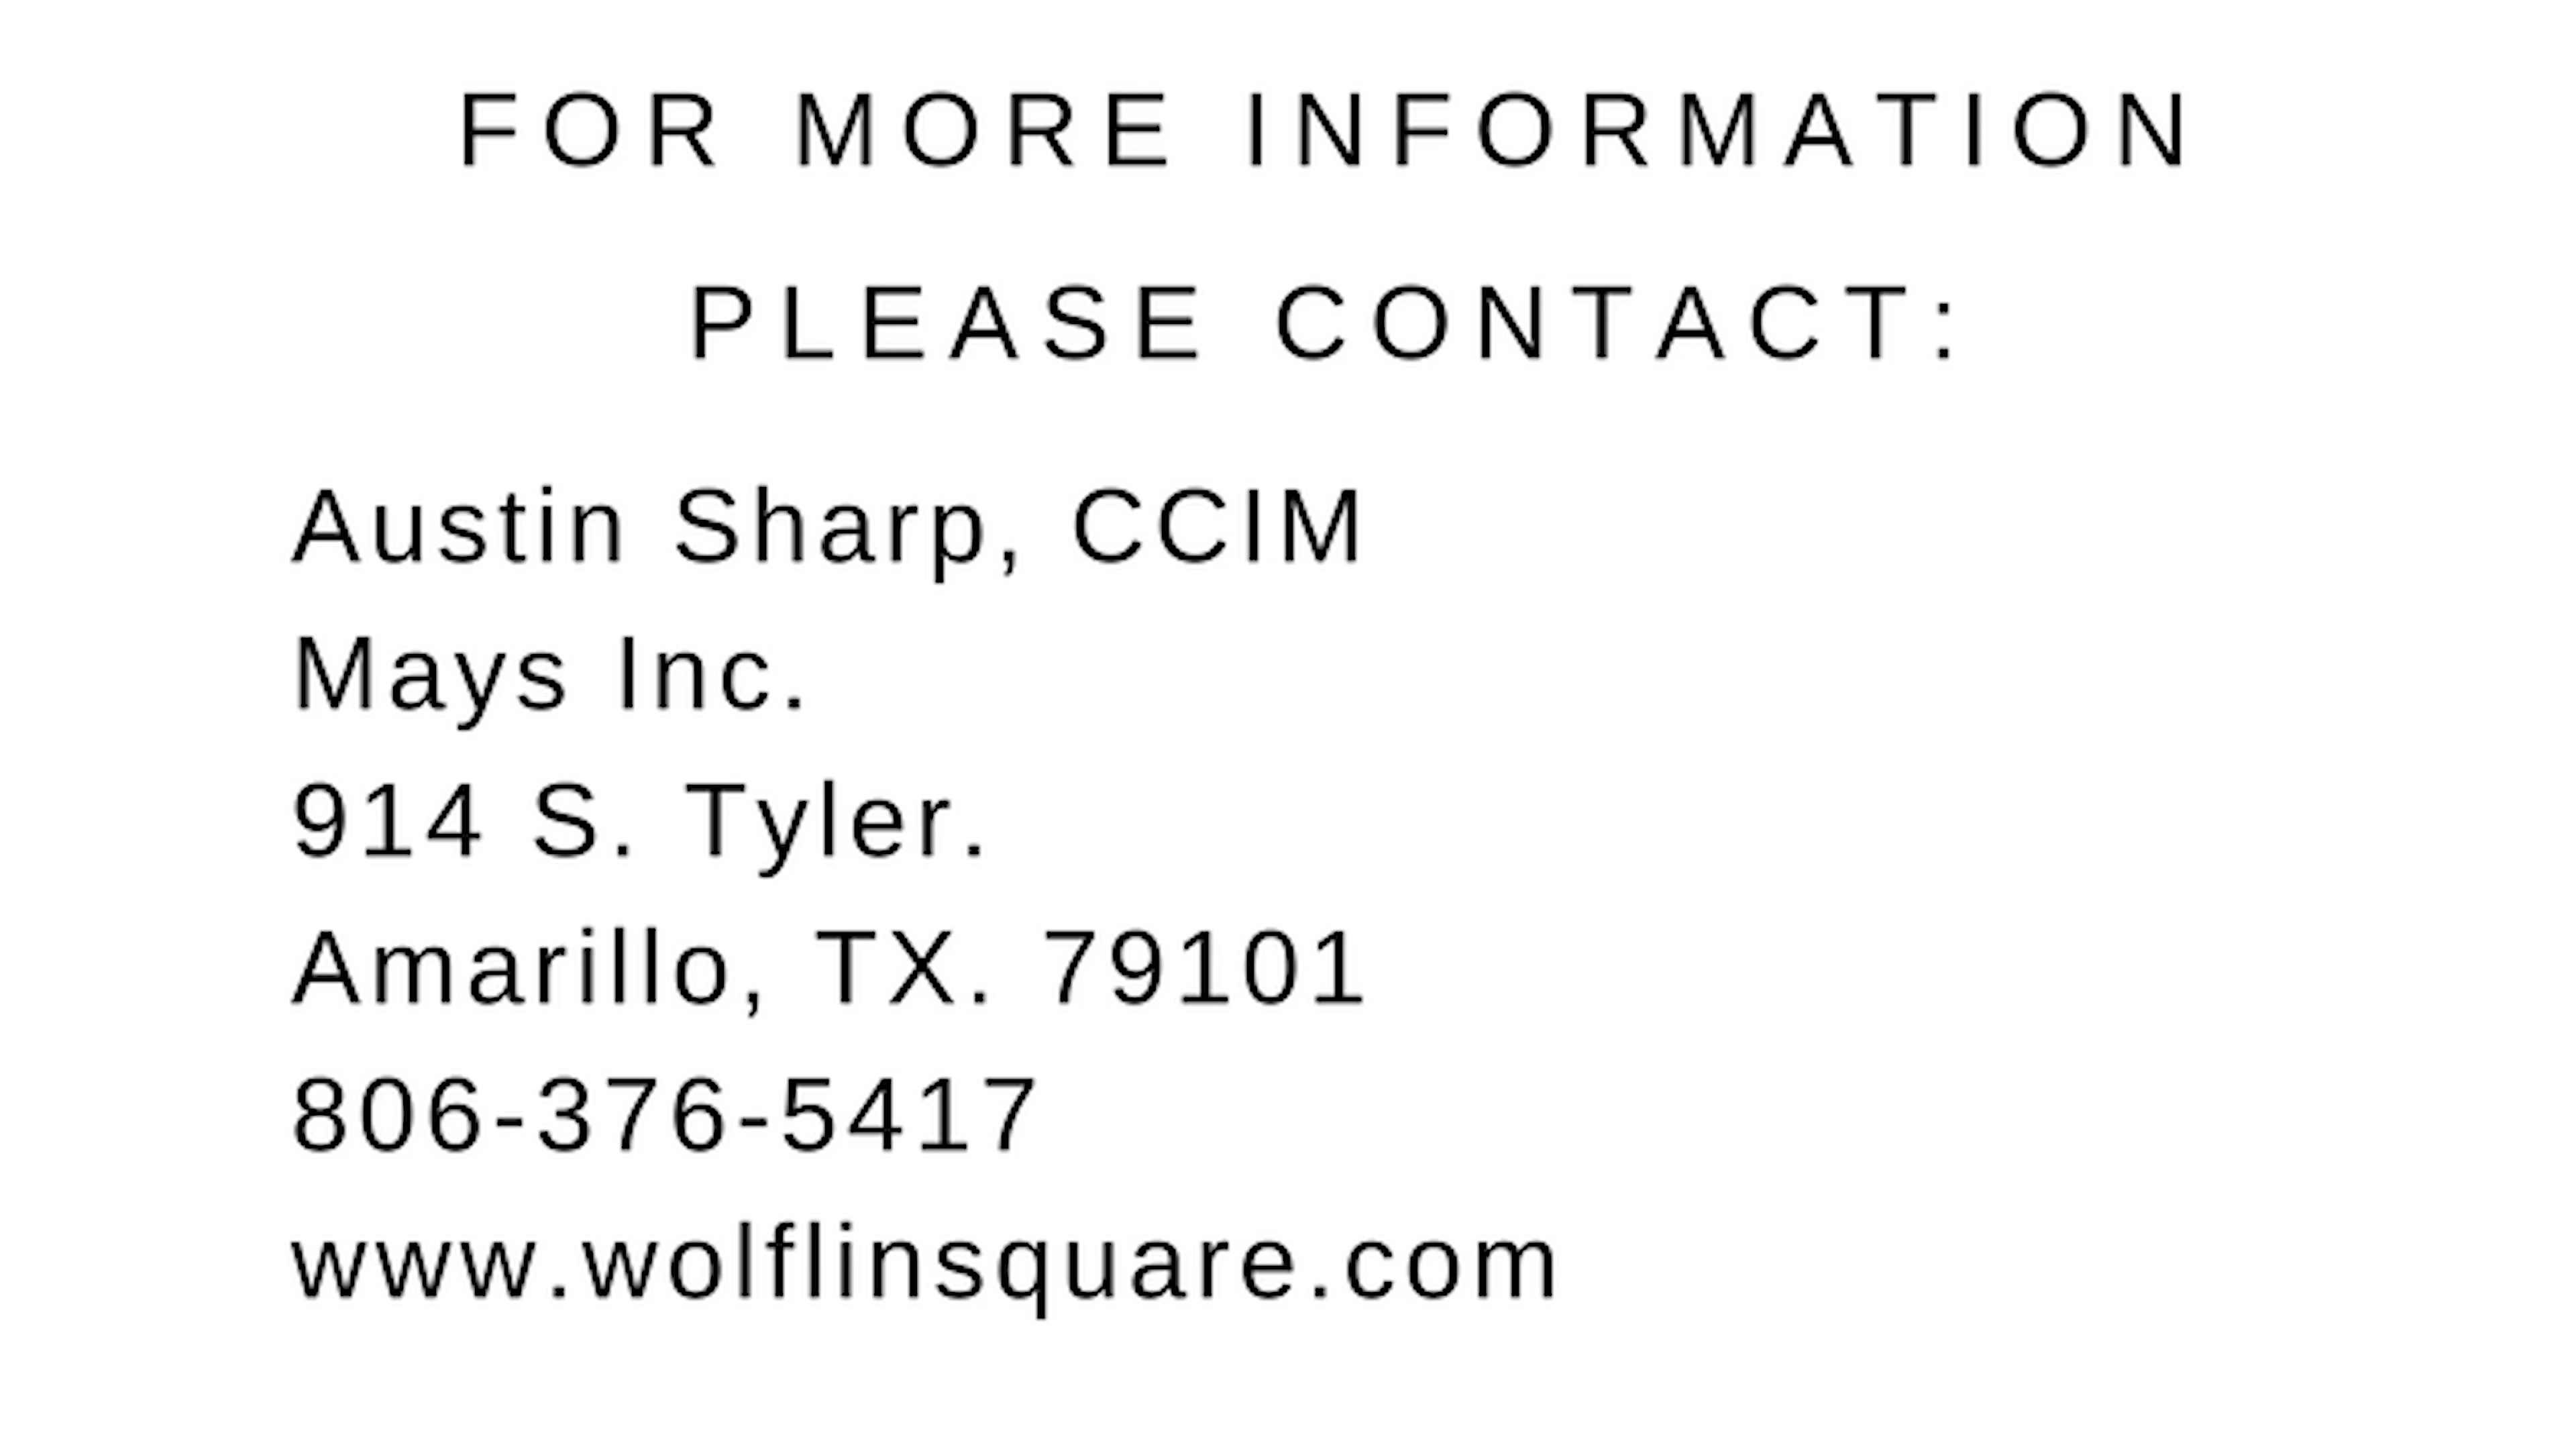 FOR MORE INFORMATION
PLEASE CONTACT:
Austin Sharp, CCIM
Mays Inc.
914 S. Tyler.
Amarillo, TX. 79101
806-376-5417
www.wolflinsquare.com